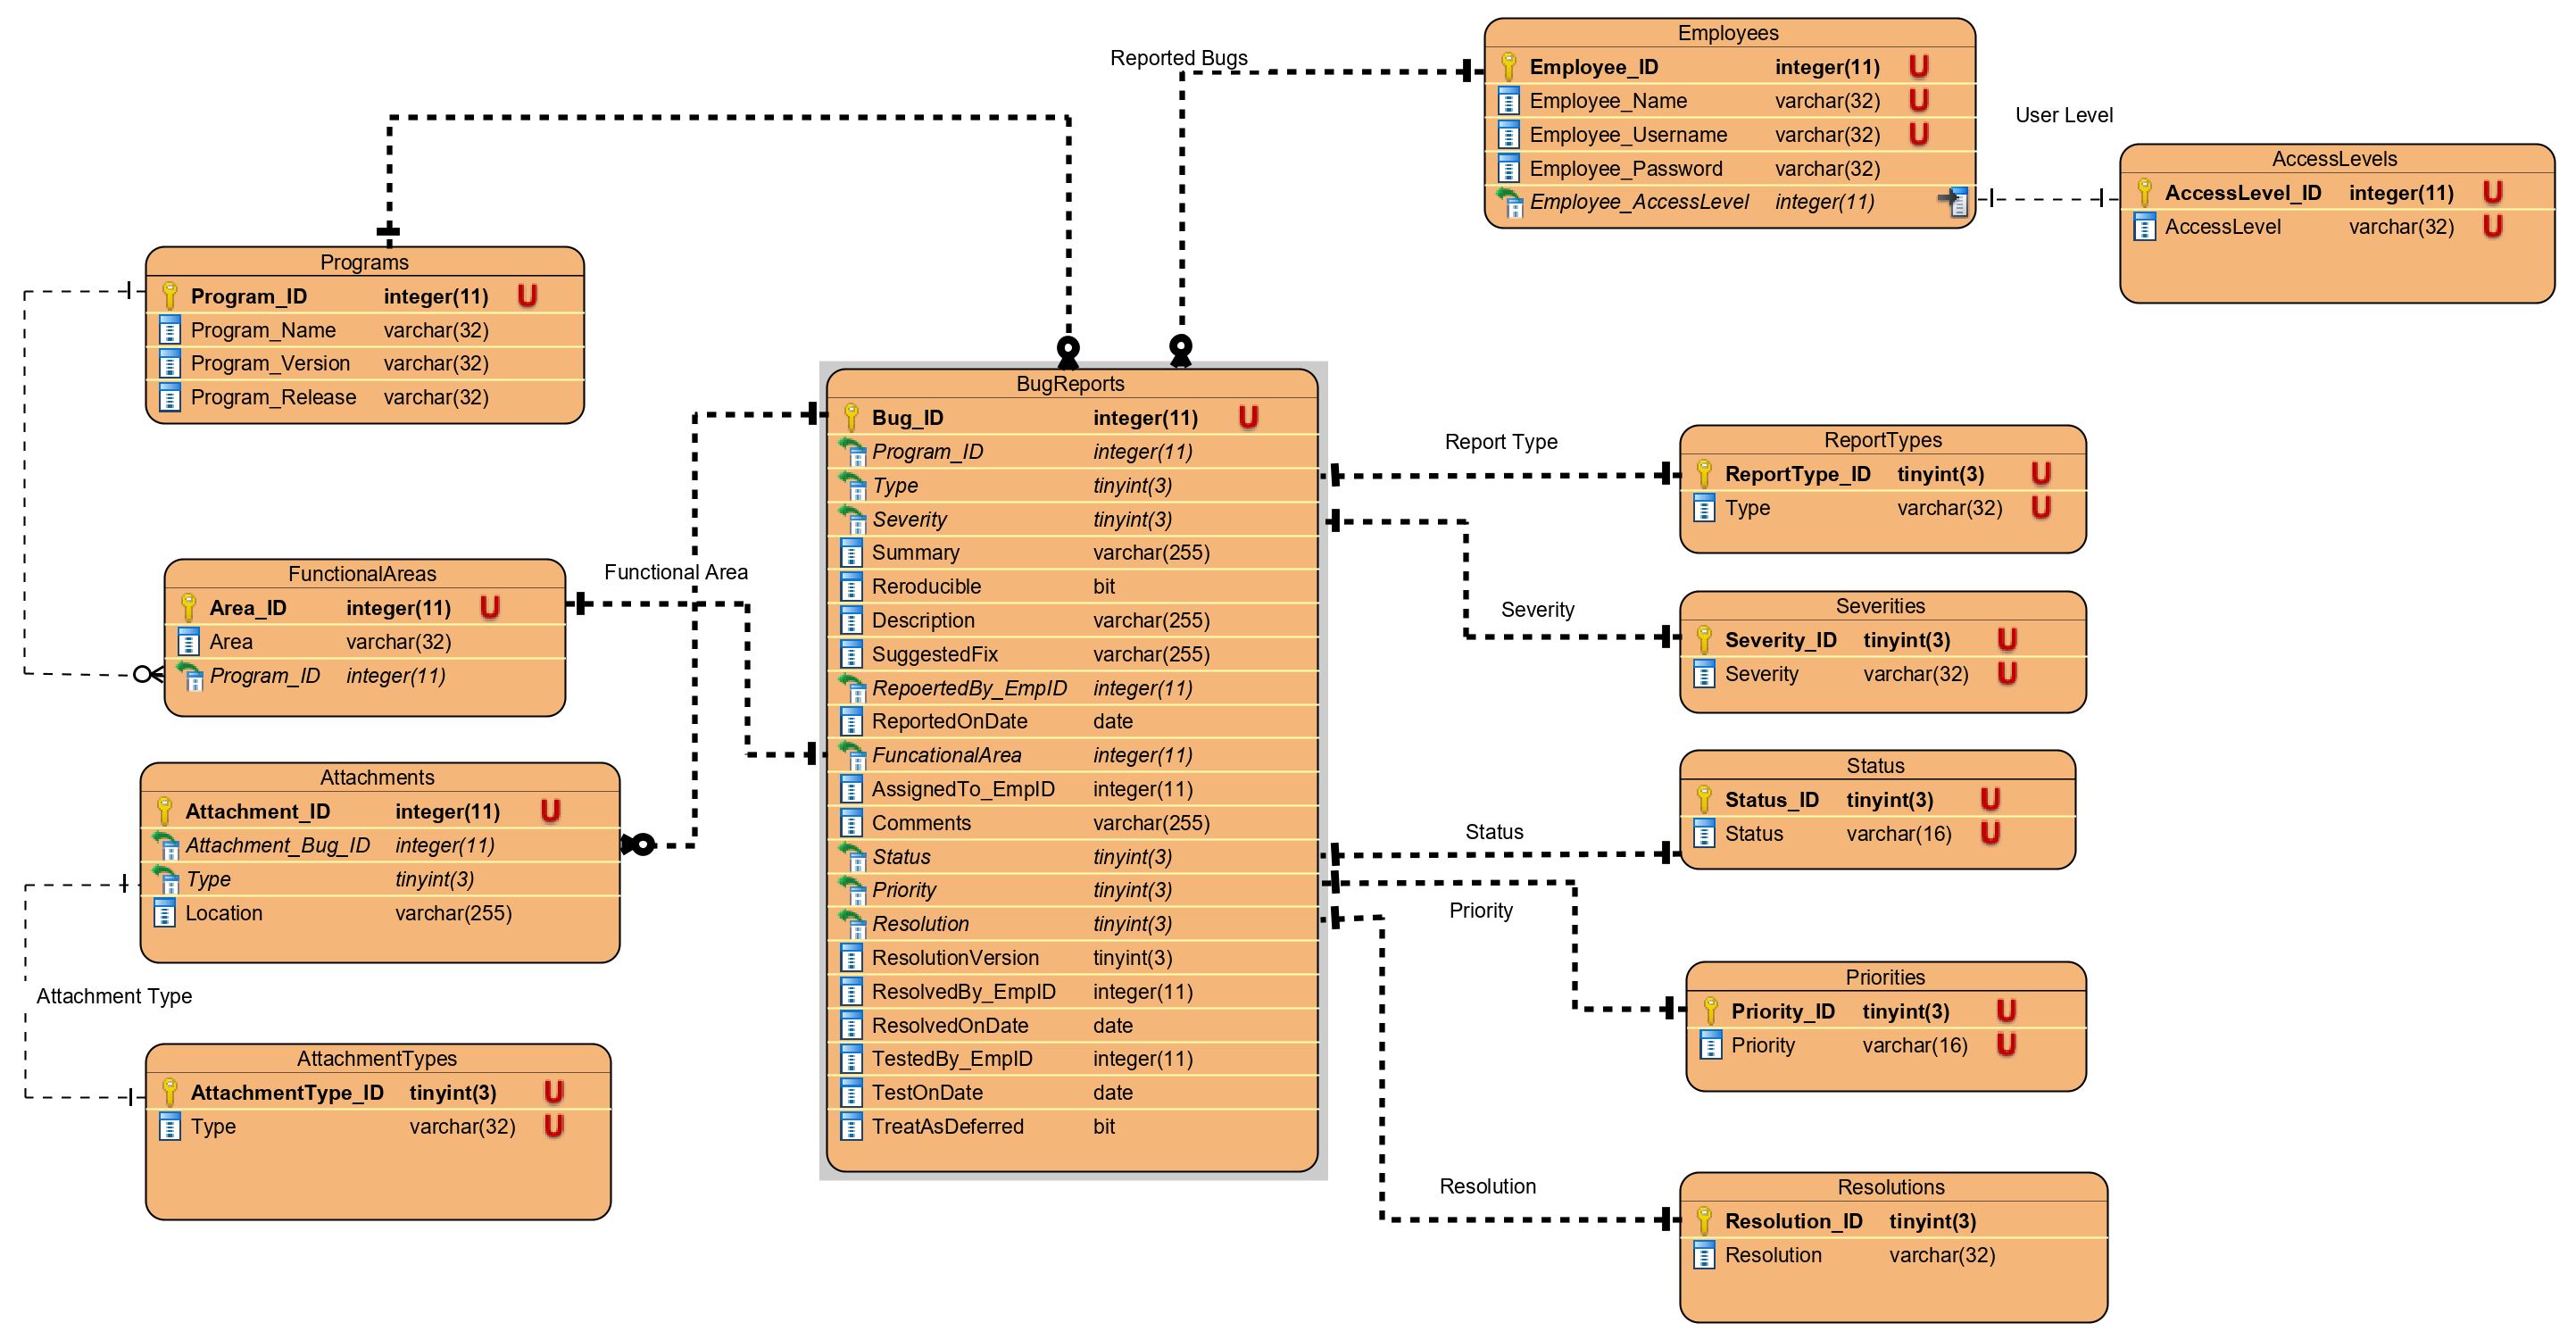 Reported Bugs
Employees
Employee_ID integer(11) U
Employee_Name varchar(32) U
Employee_Username varchar(32) U
Employee_Password varchar(32)
Employee_AccessLevel integer(11)
User Level
AccessLevels
AccessLevel_ID integer(11) U
AccessLevel varchar(32) U
Programs
Program_ID integer(11) U
Program_Name varchar(32)
Program_Version varchar(32)
Program_Release varchar(32)
FunctionalAreas
Area_ID integer(11) U
Area varchar(32)
Program_ID integer(11)
Functional Area
Attachments
Attachment_ID integer(11) U
Attachment_Bug_ID integer(11)
Type tinyint(3)
Location varchar(255)
Attachment Type
AttachmentTypes
AttachmentType_ID tinyint(3) U
Type varchar(32) U
BugReports
Bug_ID integer(11) U
Program_ID integer(11)
Type tinyint(3)
Severity tinyint(3)
Summary varchar(255)
Reroducible bit
Description varchar(255)
SuggestedFix varchar(255)
RepoertedBy_EmpID integer(11)
ReportedOnDate date
FuncationalArea integer(11)
AssignedTo_EmpID integer(11)
Comments varchar(255)
Status tinyint(3)
Priority tinyint(3)
Resolution tinyint(3)
ResolutionVersion tinyint(3)
ResolvedBy_EmpID integer(11)
ResolvedOnDate date
TestedBy_EmpID integer(11)
TestOnDate date
TreatAsDeferred bit
Report Type
ReportTypes
ReportType_ID tinyint(3) U
Type varchar(32) U
Severity
Severities
Severity_ID tinyint(3) U
Severity varchar(32) U
Status
Status
Status_ID tinyint(3) U
Status varchar(16) U
Priority
Priorities
Priority_ID tinyint(3) U
Priority varchar(16) U
Resolution
Resolutions
Resolution_ID tinyint(3)
Resolution varchar(32)